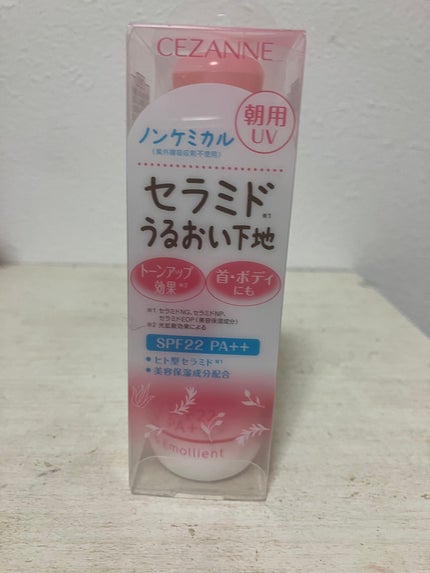 CEZANNE
朝用
UV
ノンケミカル
(紫外線吸収剤不使用)
セラミド※1
うるおい下地
トーンアップ
効果※2
首・ボディ
にも
※1 セラミドNG、セラミドNP、
セラミドEOP(美容保湿成分)
※2 光拡散効果による
SPF22 PA++
・ヒト型セラミド※1
・美容保湿成分配合
PA++
Emollient